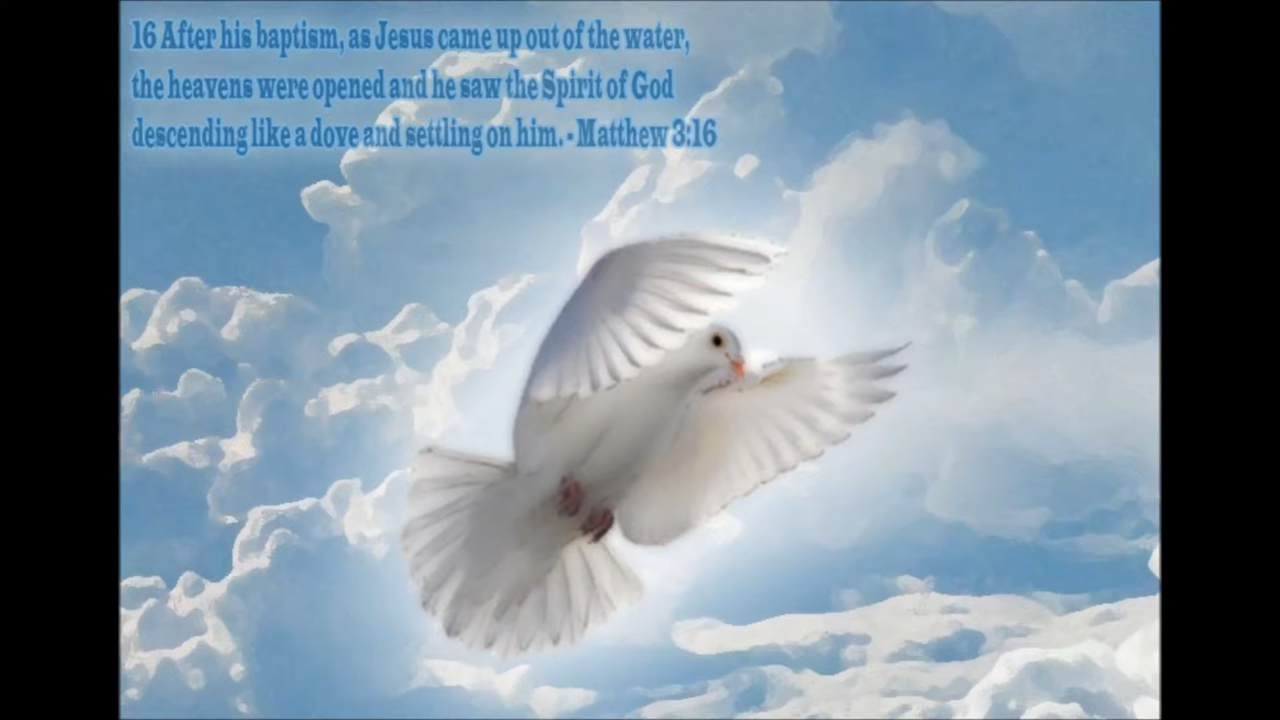 16 After his baptism, as Jesus came up out of the water,
the heavens were opened and he saw the Spirit of God
descending like a dove and settling on him. - Matthew 3:16